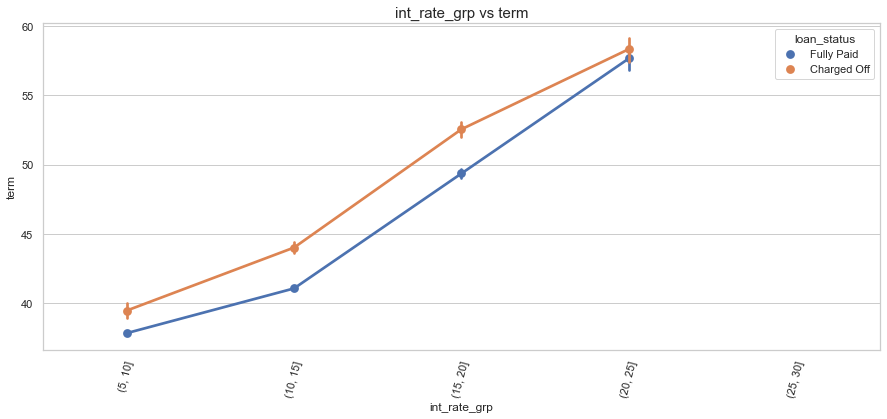 int_rate_grp vs term
loan_status
Fully Paid
Charged Off
term
60
55
50
45
40
(5, 10]
(10, 15]
(15, 20]
(20, 25]
(25, 30]
int_rate_grp